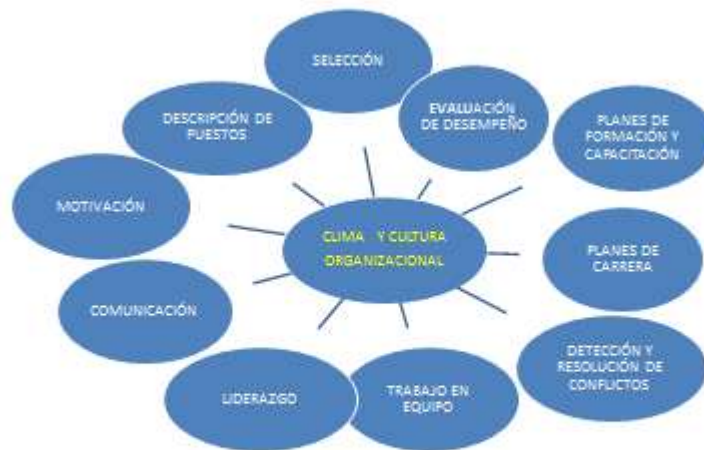 SELECCIÓN
DESCRIPCIÓN DE
PUESTOS
EVALUACIÓN
DE DESEMPEÑO
PLANES DE
FORMACIÓN Y
CAPACITACIÓN
MOTIVACIÓN
CLIMA Y CULTURA
ORGANIZACIONAL
PLANES DE
CARRERA
COMUNICACIÓN
DETECCIÓN Y
RESOLUCIÓN DE
CONFLICTOS
LIDERAZGO
TRABAJO EN
EQUIPO